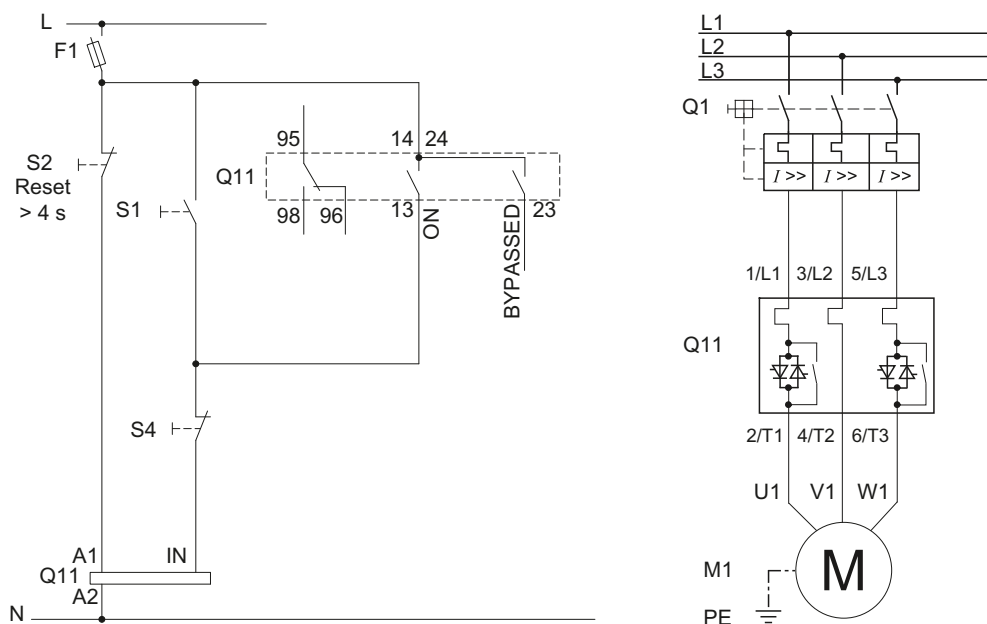 L
F1
S2
Reset
> 4 s
S1
95
14
24
Q11
98
96
13
23
ON
BYPASSED
S4
A1
IN
Q11
A2
N
L1
L2
L3
Q1
I >>
I >>
I >>
1/L1
3/L2
5/L3
Q11
2/T1
4/T2
6/T3
U1
V1
W1
M
M1
PE